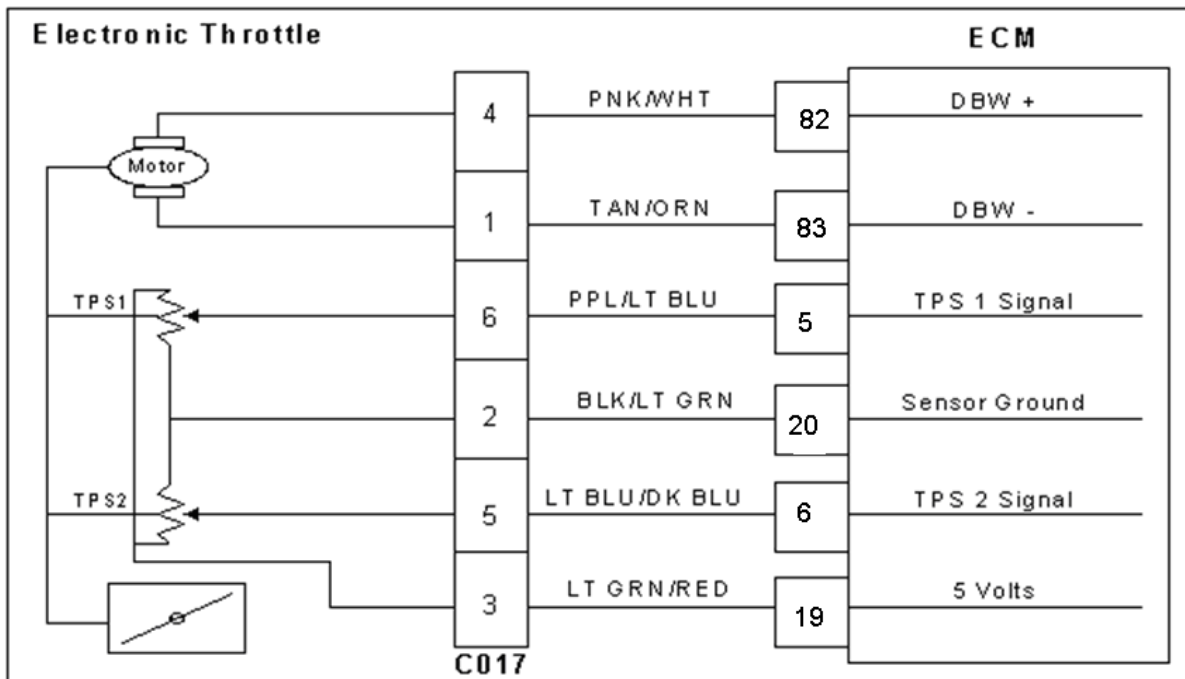 Electronic Throttle
ECM
4
PNK/WHT
82
DBW +
Motor
1
TAN/ORN
83
DBW -
TPS1
6
PPL/LT BLU
5
TPS 1 Signal
2
BLK/LT GRN
20
Sensor Ground
TPS2
5
LT BLU/DK BLU
6
TPS 2 Signal
3
LT GRN/RED
19
5 Volts
C017